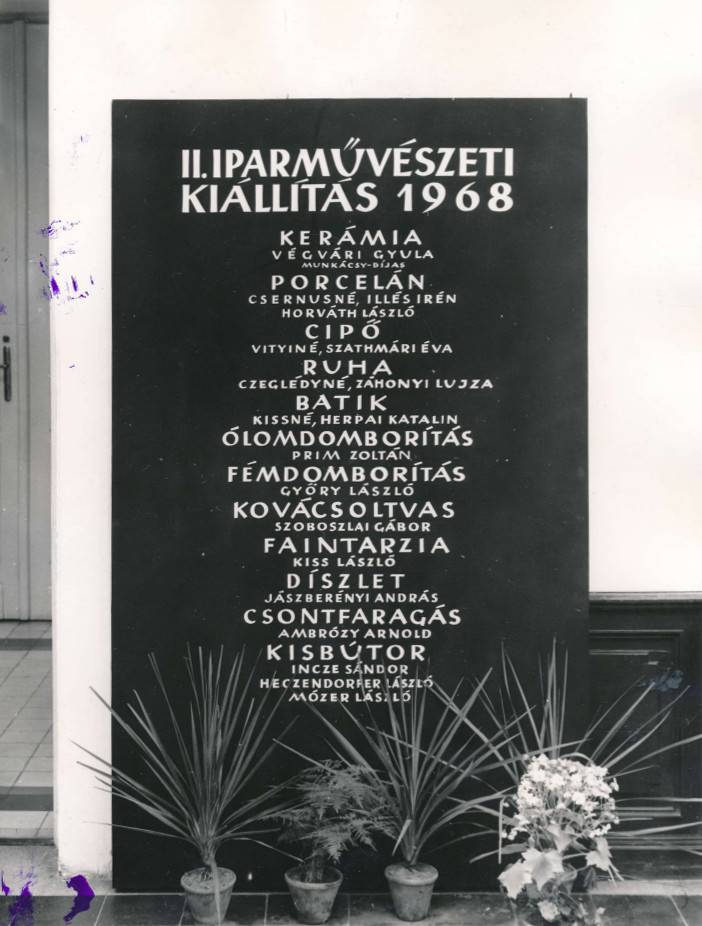 II. IPARMŰVÉSZETI
KIÁLLÍTÁS 1968
KERÁMIA
VÉGVÁRI GYULA
MUNKÁCSY-DÍJAS
PORCELÁN
CSERNUSNÉ, ILLÉS IRÉN
HORVÁTH LÁSZLÓ
CIPŐ
VITYINÉ, SZATHMÁRI ÉVA
RUHA
CZEGLÉDYNÉ, ZÁHONYI LUJZA
BATIK
KISSNÉ, HERPAI KATALIN
ÓLOMDOMBORÍTÁS
PRIM ZOLTÁN
FÉMDOMBORÍTÁS
GYŐRY LÁSZLÓ
KOVÁCSOLTVAS
SZOBOSZLAI GÁBOR
FAINTARZIA
KISS LÁSZLÓ
DÍSZLET
JÁSZBERÉNYI ANDRÁS
CSONTFARAGÁS
AMBRÓZY ARNOLD
KISBÚTOR
INCZE SÁNDOR
HECZENDORFER LÁSZLÓ
MÓZER LÁSZLÓ